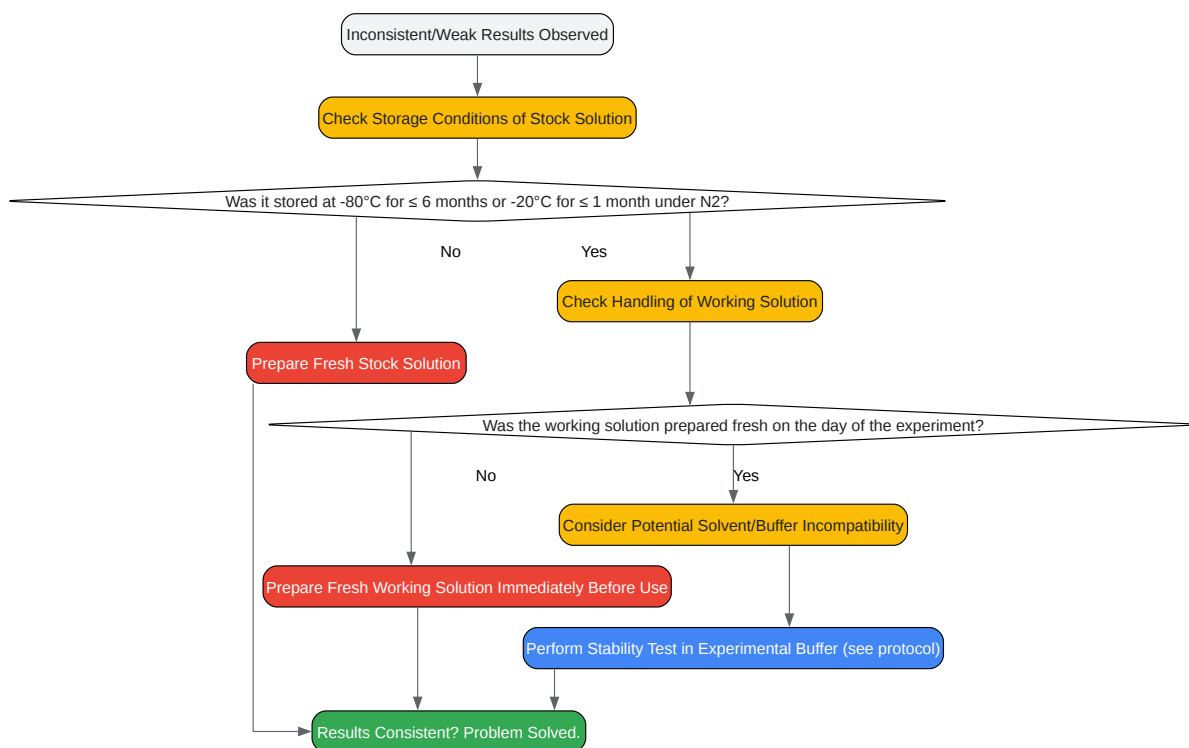 Inconsistent/Weak Results Observed
Check Storage Conditions of Stock Solution
Was it stored at -80°C for ≤ 6 months or -20°C for ≤ 1 month under N2?
No
Yes
Check Handling of Working Solution
Prepare Fresh Stock Solution
Was the working solution prepared fresh on the day of the experiment?
No
Yes
Consider Potential Solvent/Buffer Incompatibility
Prepare Fresh Working Solution Immediately Before Use
Perform Stability Test in Experimental Buffer (see protocol)
Results Consistent? Problem Solved.